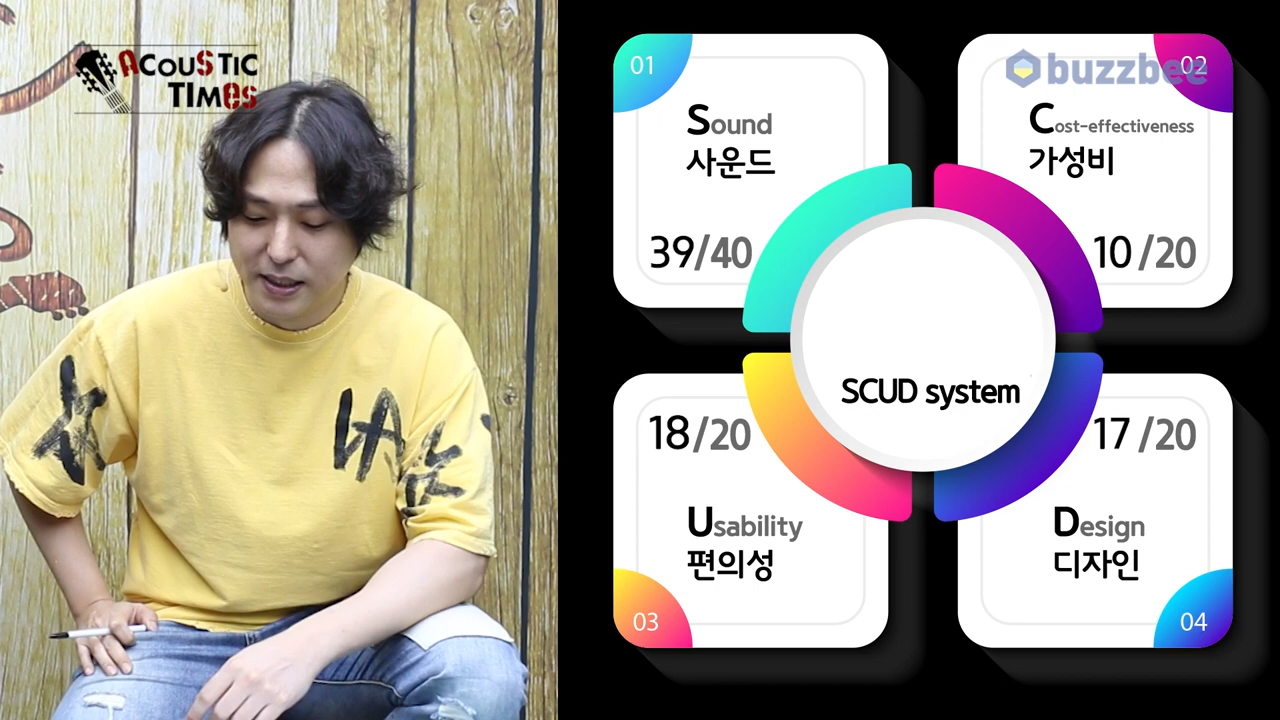 ACOUSTIC
TIMES
buzzbee
01
Sound
사운드
39/40
02
Cost-effectiveness
가성비
10/20
SCUD system
18/20
Usability
편의성
03
17/20
Design
디자인
04